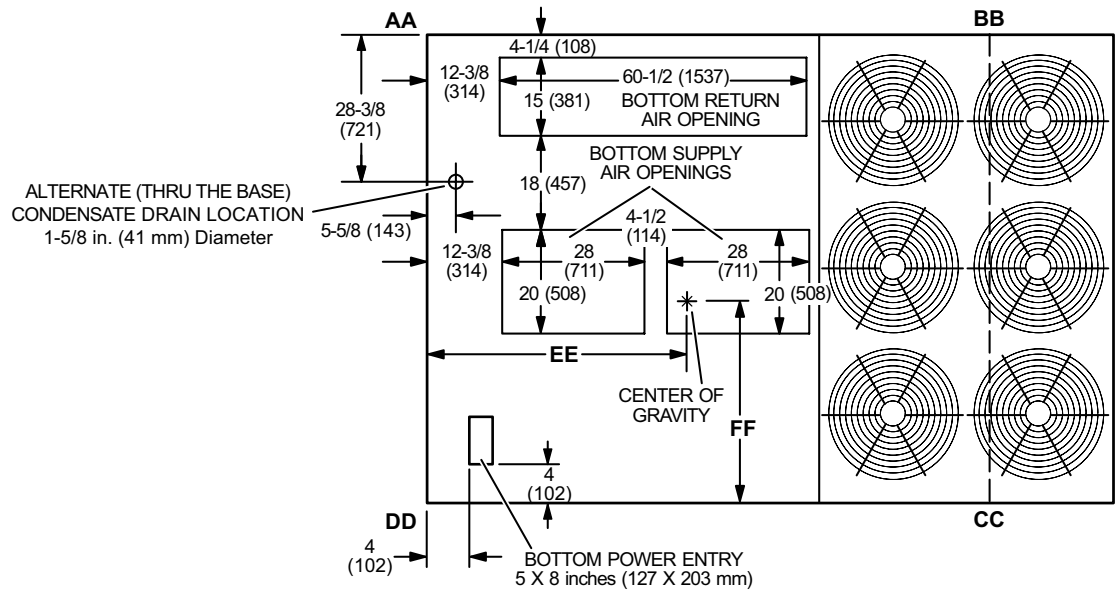 AA
BB
4-1/4 (108)
12-3/8
(314)
60-1/2 (1537)
15 (381)
BOTTOM RETURN
AIR OPENING
28-3/8
(721)
BOTTOM SUPPLY
AIR OPENINGS
18 (457)
ALTERNATE (THRU THE BASE)
CONDENSATE DRAIN LOCATION
1-5/8 in. (41 mm) Diameter
5-5/8 (143)
4-1/2
(114)
12-3/8
(314)
28
(711)
28
(711)
20 (508)
20 (508)
EE
CENTER OF
GRAVITY
FF
4
(102)
DD
CC
4
(102)
BOTTOM POWER ENTRY
5 X 8 inches (127 X 203 mm)